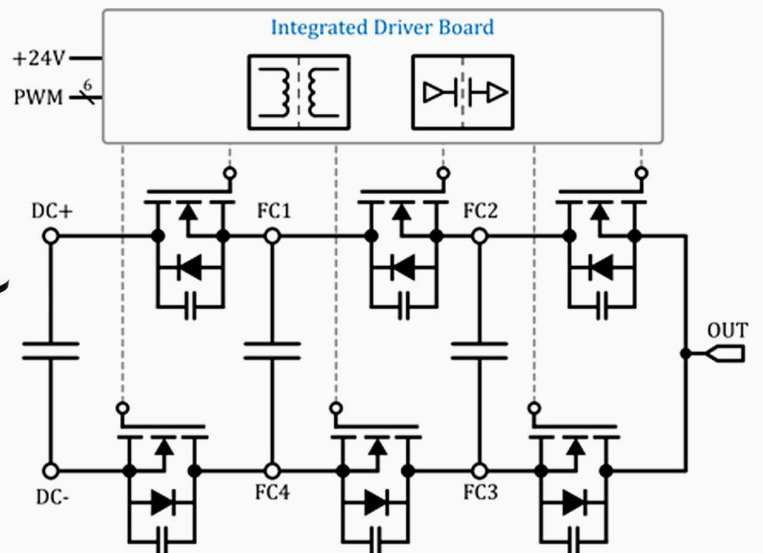 Integrated Driver Board
+24V
6
PWM
DC+
FC1
FC2
OUT
DC-
FC4
FC3